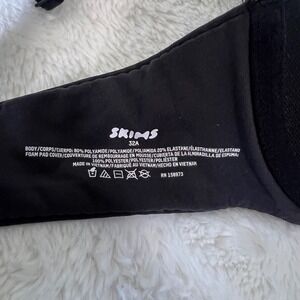 SKIMS
32A
BODY/CORPS/CUERPO: 80% POLYAMIDE/POLYAMIDE/POLIAMIDA 20% ELASTANE/ÉLASTHANNE/ELASTANO
FOAM PAD COVER/COUVERTURE DE REMBOURRAGE EN MOUSSE/CUBIERTA DE LA ALMOHADILLA DE ESPUMA:
100% POLYESTER/POLYESTER/POLIÉSTER
MADE IN VIETNAM/FABRIQUÉ AU VIETNAM/HECHO EN VIETNAM
RN 158973